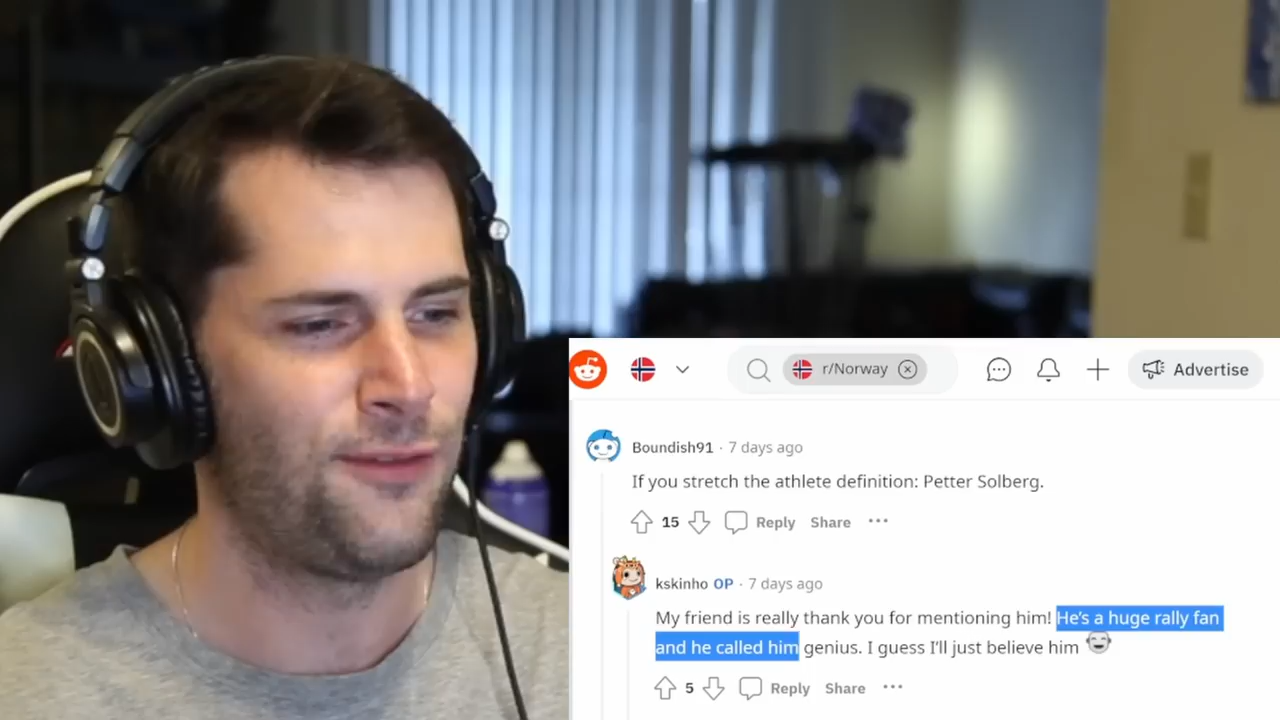 r/Norway
Advertise
Boundish91 · 7 days ago
If you stretch the athlete definition: Petter Solberg.
15 Reply Share ···
kskinho OP · 7 days ago
My friend is really thank you for mentioning him! He's a huge rally fan
and he called him genius. I guess I'll just believe him
5 Reply Share ···